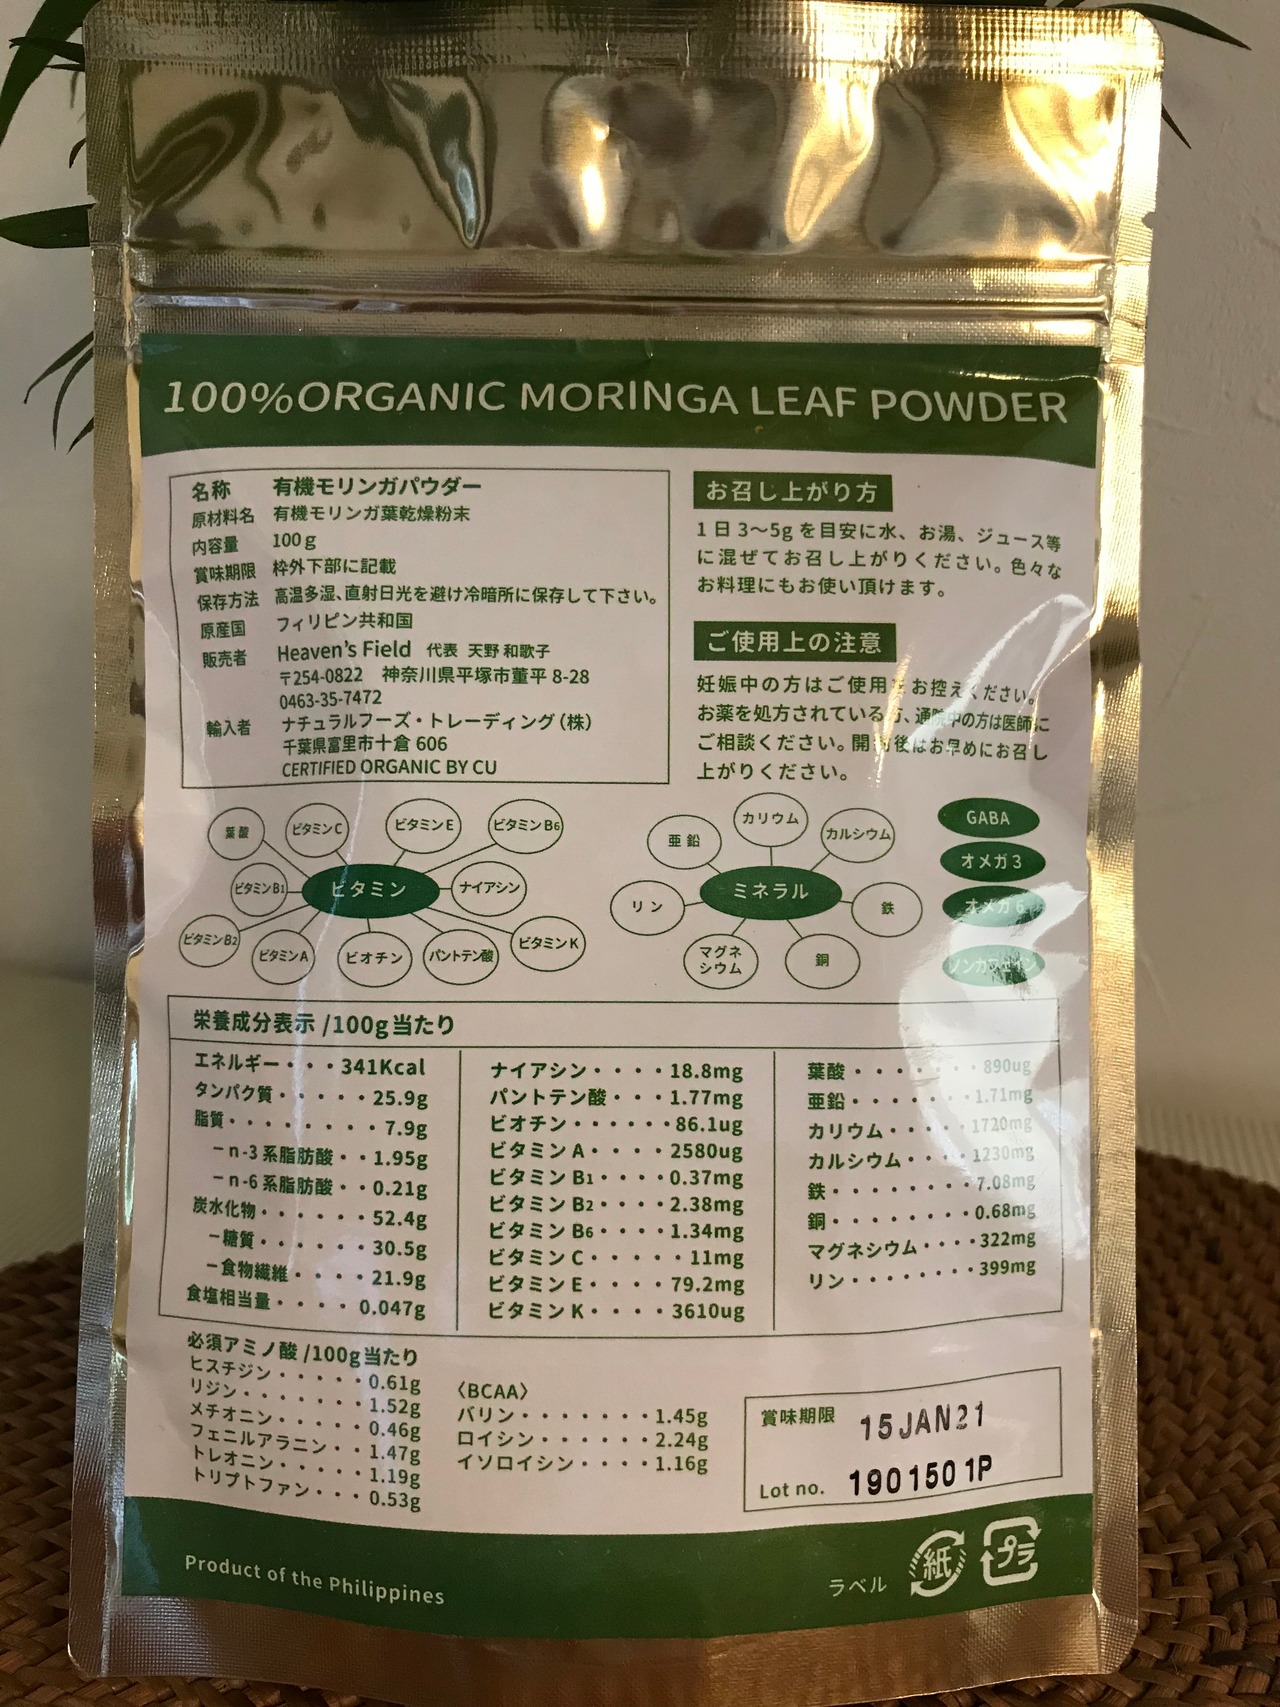 100%ORGANIC MORINGA LEAF POWDER
名称 有機モリンガパウダー
原材料名 有機モリンガ葉乾燥粉末
内容量 100g
賞味期限 枠外下部に記載
保存方法 高温多湿、直射日光を避け冷暗所に保存して下さい。
原産国 フィリピン共和国
販売者 Heaven's Field 代表 天野 和歌子
〒254-0822 神奈川県平塚市菫平 8-28
0463-35-7472
輸入者 ナチュラルフーズ・トレーディング(株)
千葉県富里市十倉 606
CERTIFIED ORGANIC BY CU
お召し上がり方
1日 3〜5g を目安に水、お湯、ジュース等
に混ぜてお召し上がりください。色々な
お料理にもお使い頂けます。
ご使用上の注意
妊娠中の方はご使用をお控えください。
お薬を処方されている方、通院中の方は医師に
ご相談ください。開封後はお早めにお召し
上がりください。
ビタミン
葉酸
ビタミンC
ビタミンE
ビタミンB6
ビタミンB1
ナイアシン
ビタミンB2
ビタミンA
ビオチン
パントテン酸
ビタミンK
ミネラル
亜鉛
カリウム
カルシウム
リン
鉄
マグネ
シウム
銅
GABA
オメガ3
オメガ6
ノンカフェイン
栄養成分表示 /100g当たり
エネルギー・・・341Kcal
タンパク質・・・・・25.9g
脂質・・・・・・・・7.9g
−n-3系脂肪酸・・1.95g
−n-6系脂肪酸・・0.21g
炭水化物・・・・・・52.4g
−糖質・・・・・・30.5g
−食物繊維・・・・21.9g
食塩相当量・・・・0.047g
ナイアシン・・・・18.8mg
パントテン酸・・・1.77mg
ビオチン・・・・・・86.1ug
ビタミンA・・・・2580ug
ビタミンB1・・・・0.37mg
ビタミンB2・・・・2.38mg
ビタミンB6・・・・1.34mg
ビタミンC・・・・・11mg
ビタミンE・・・・79.2mg
ビタミンK・・・・3610ug
葉酸・・・・・・・890ug
亜鉛・・・・・・・1.71mg
カリウム・・・・・1720mg
カルシウム・・・・1230mg
鉄・・・・・・・・7.08mg
銅・・・・・・・・0.68mg
マグネシウム・・・・322mg
リン・・・・・・・・399mg
必須アミノ酸 /100g当たり
ヒスチジン・・・・・0.61g
リジン・・・・・・・1.52g
メチオニン・・・・・0.46g
フェニルアラニン・・1.47g
トレオニン・・・・・1.19g
トリプトファン・・・0.53g
〈BCAA〉
バリン・・・・・・・1.45g
ロイシン・・・・・・2.24g
イソロイシン・・・・1.16g
賞味期限 15JAN21
Lot no. 190150 1P
Product of the Philippines
ラベル 紙 プラ